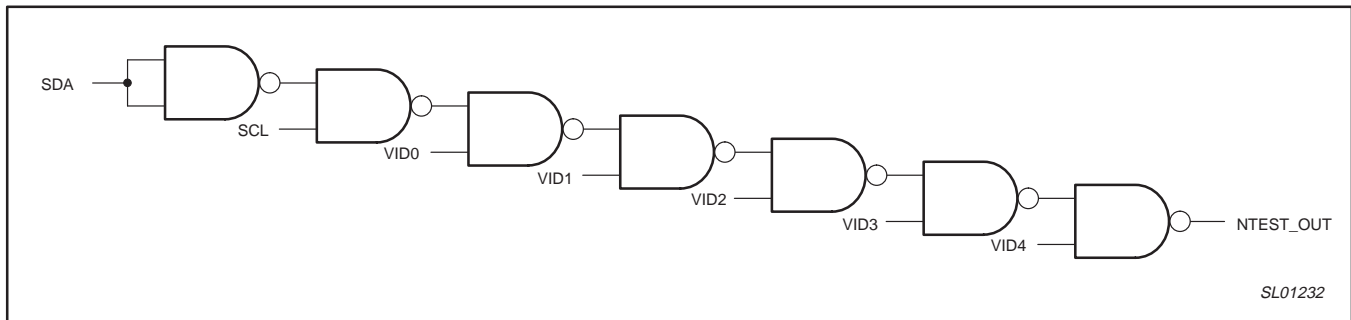 SDA
SCL
VID0
VID1
VID2
VID3
VID4
NTEST_OUT
SL01232